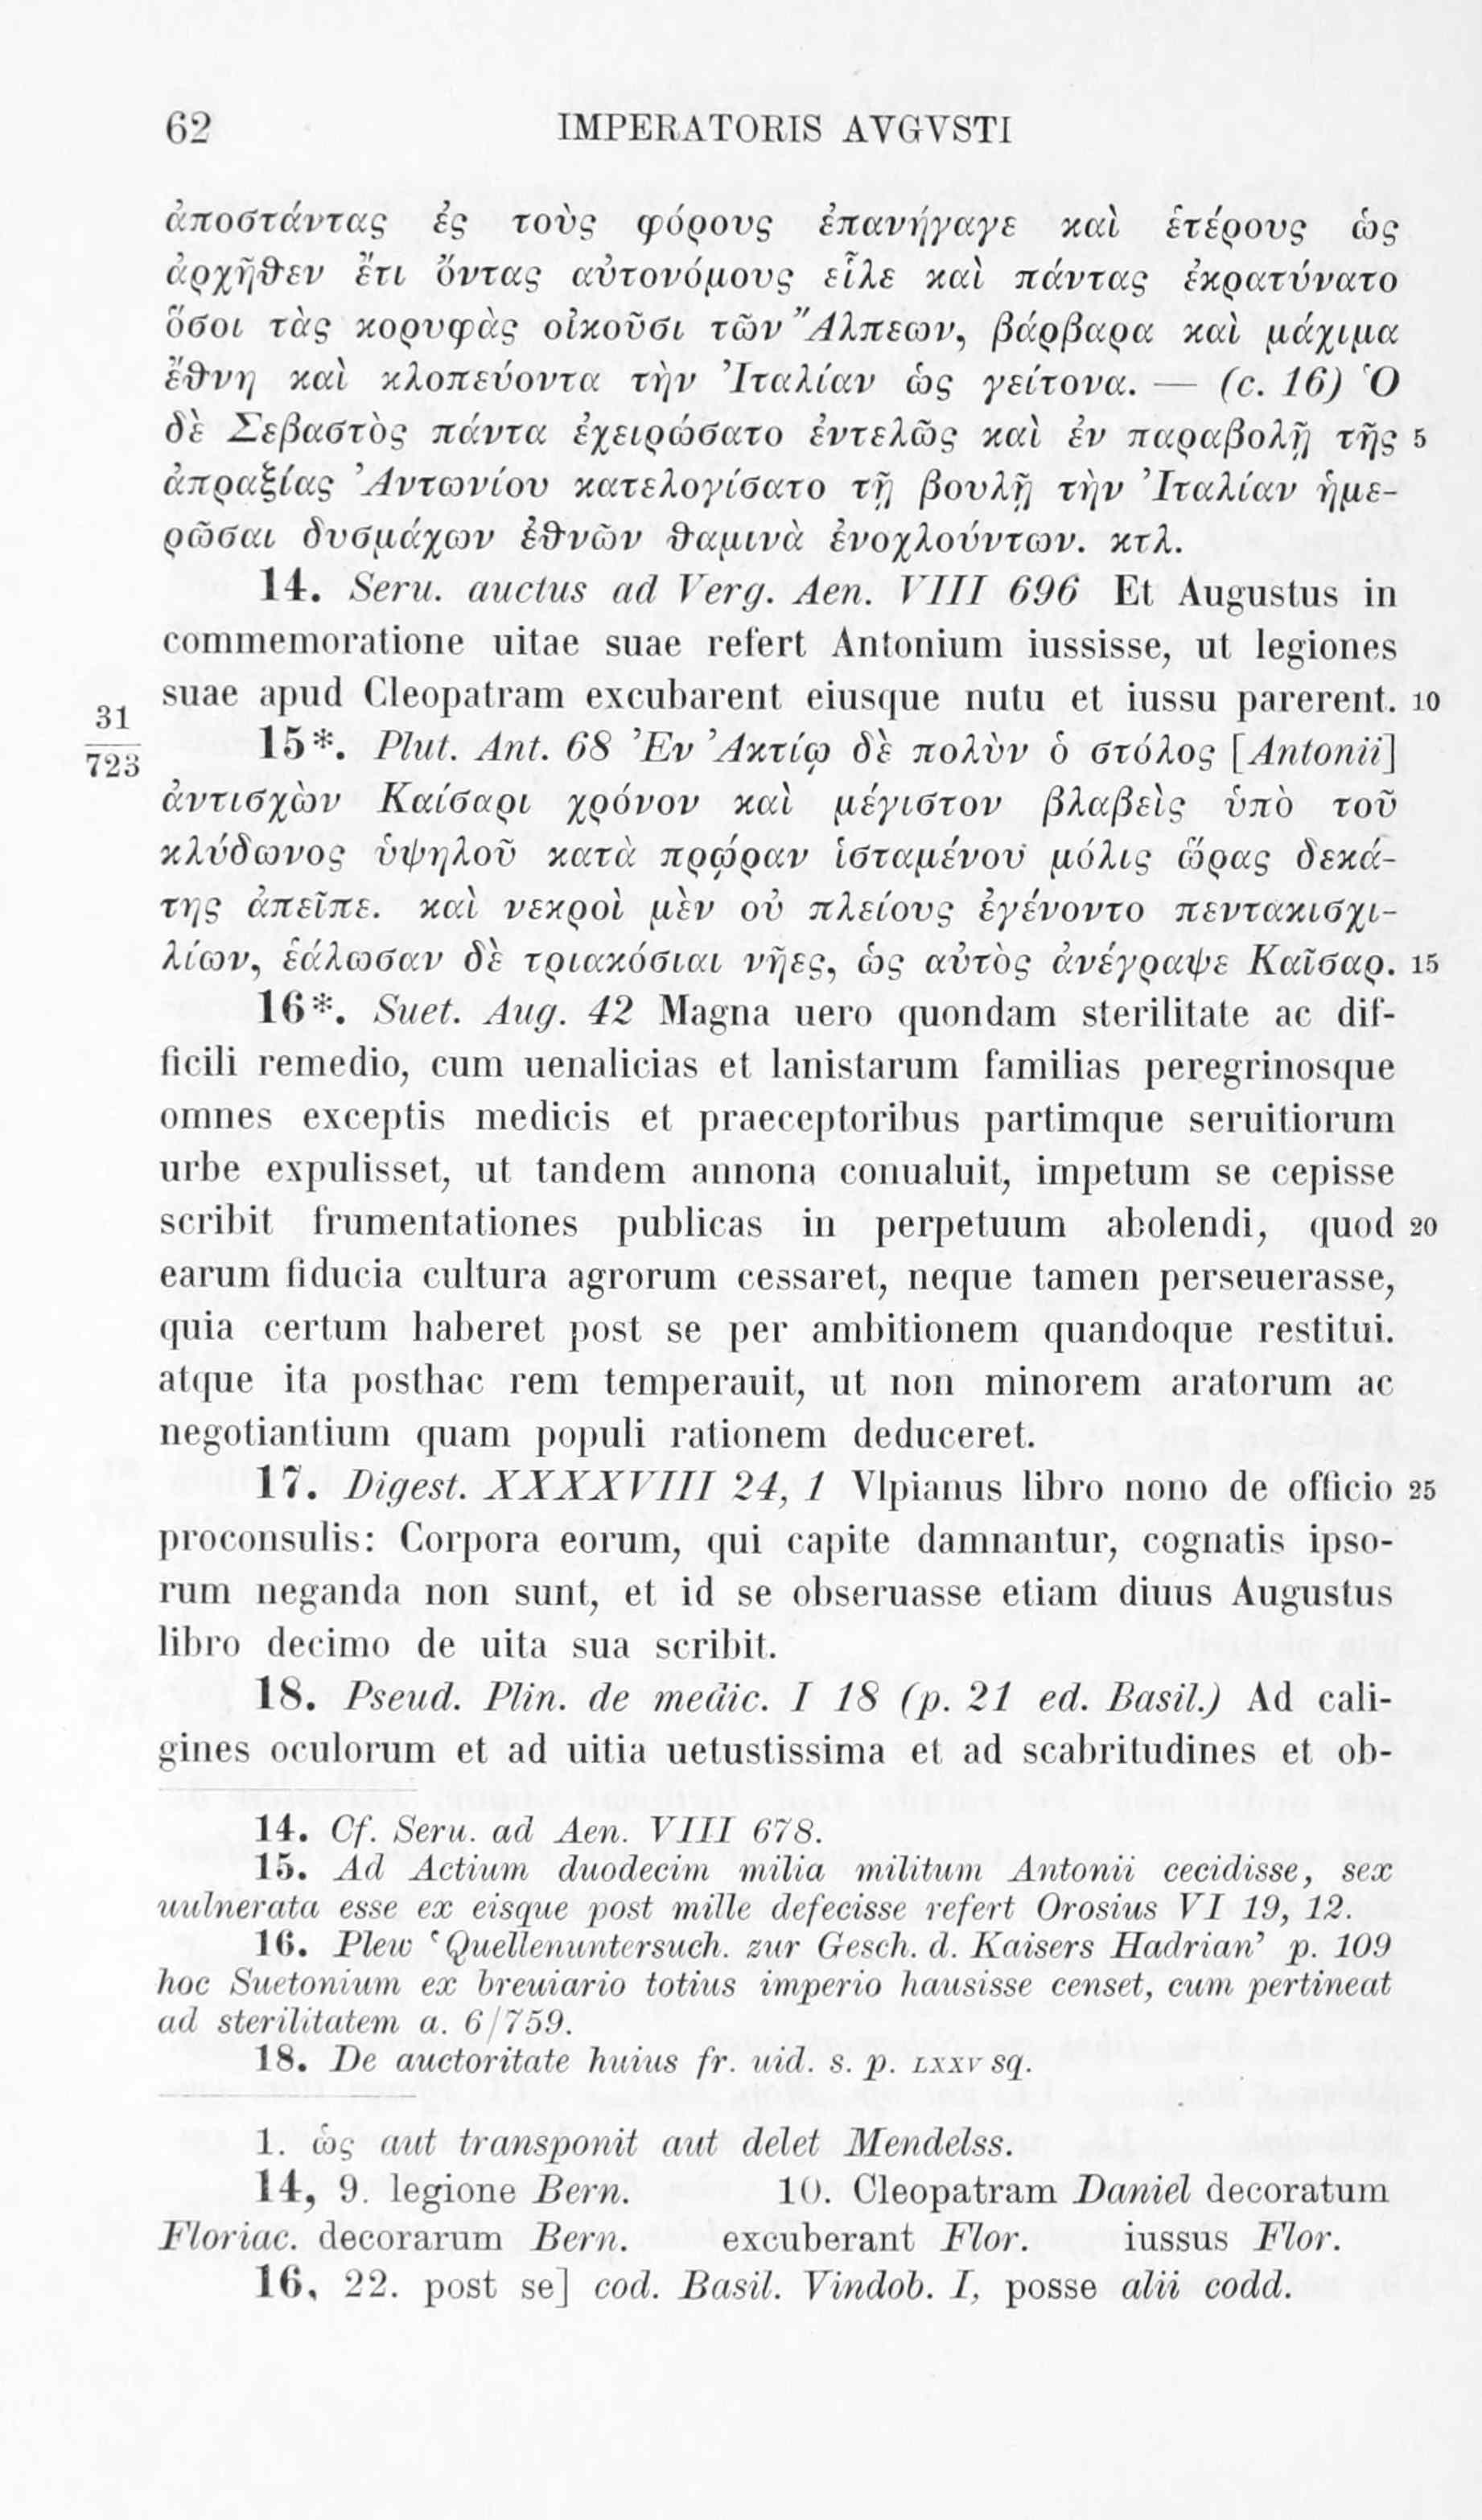 62 IMPERATORIS AVGVSTI
ἀποστάντας ἐς τοὺς φόρους ἐπανήγαγε καὶ ἑτέρους ὡς
ἀρχῆθεν ἔτι ὄντας αὐτονόμους εἷλε καὶ πάντας ἐκρατύνατο
ὅσοι τὰς κορυφὰς οἰκοῦσι τῶν Ἄλπεων, βάρβαρα καὶ μάχιμα
ἔθνη καὶ κλοπεύοντα τὴν Ἰταλίαν ὡς γείτονα. — (c. 16) Ὁ
δὲ Σεβαστὸς πάντα ἐχειρώσατο ἐντελῶς καὶ ἐν παραβολῇ τῆς 5
ἀπραξίας Ἀντωνίου κατελογίσατο τῇ βουλῇ τὴν Ἰταλίαν ἡμε-
ρῶσαι δυσμάχων ἐθνῶν θαμινὰ ἐνοχλούντων. κτλ.
14. Seru. auctus ad Verg. Aen. VIII 696 Et Augustus in
commemoratione uitae suae refert Antonium iussisse, ut legiones
suae apud Cleopatram excubarent eiusque nutu et iussu parerent. 10
31
723
15*. Plut. Ant. 68 Ἐν Ἀκτίῳ δὲ πολὺν ὁ στόλος [Antonii]
ἀντισχὼν Καίσαρι χρόνον καὶ μέγιστον βλαβεὶς ὑπὸ τοῦ
κλύδωνος ὑψηλοῦ κατὰ πρῴραν ἱσταμένου μόλις ὥρας δεκά-
της ἀπεῖπε. καὶ νεκροὶ μὲν οὐ πλείους ἐγένοντο πεντακισχι-
λίων, ἑάλωσαν δὲ τριακόσιαι νῆες, ὡς αὐτὸς ἀνέγραψε Καῖσαρ. 15
16*. Suet. Aug. 42 Magna uero quondam sterilitate ac dif-
ficili remedio, cum uenalicias et lanistarum familias peregrinosque
omnes exceptis medicis et praeceptoribus partimque seruitiorum
urbe expulisset, ut tandem annona conualuit, impetum se cepisse
scribit frumentationes publicas in perpetuum abolendi, quod 20
earum fiducia cultura agrorum cessaret, neque tamen perseuerasse,
quia certum haberet post se per ambitionem quandoque restitui.
atque ita posthac rem temperauit, ut non minorem aratorum ac
negotiantium quam populi rationem deduceret.
17. Digest. XXXXVIII 24, 1 Vlpianus libro nono de officio 25
proconsulis: Corpora eorum, qui capite damnantur, cognatis ipso-
rum neganda non sunt, et id se obseruasse etiam diuus Augustus
libro decimo de uita sua scribit.
18. Pseud. Plin. de medic. I 18 (p. 21 ed. Basil.) Ad cali-
gines oculorum et ad uitia uetustissima et ad scabritudines et ob-
14. Cf. Seru. ad Aen. VIII 678.
15. Ad Actium duodecim milia militum Antonii cecidisse, sex
uulnerata esse ex eisque post mille defecisse refert Orosius VI 19, 12.
16. Plew ‘Quellenuntersuch. zur Gesch. d. Kaisers Hadrian’ p. 109
hoc Suetonium ex breuiario totius imperio hausisse censet, cum pertineat
ad sterilitatem a. 6/759.
18. De auctoritate huius fr. uid. s. p. LXXV sq.
1. ὡς aut transponit aut delet Mendelss.
14, 9. legione Bern. 10. Cleopatram Daniel decoratum
Floriac. decorarum Bern. excuberant Flor. iussus Flor.
16, 22. post se] cod. Basil. Vindob. I, posse alii codd.